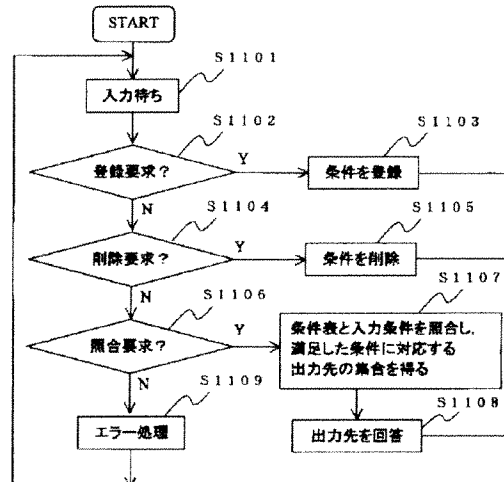 START
S1101
入力待ち
S1102
登録要求?
Y
S1103
条件を登録
N
S1104
削除要求?
Y
S1105
条件を削除
N
S1106
照合要求?
Y
S1107
条件表と入力条件を照合し,
満足した条件に対応する
出力先の集合を得る
N
S1109
エラー処理
S1108
出力先を回答